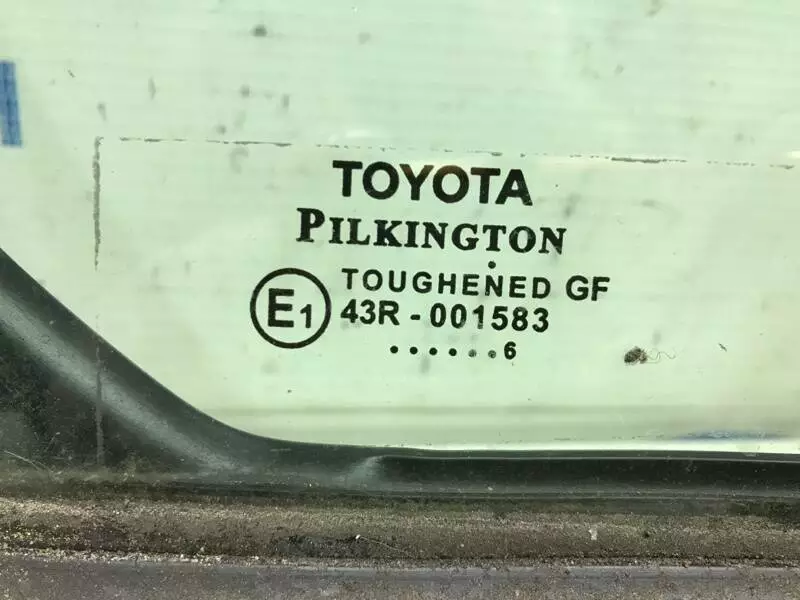 TOYOTA
PILKINGTON
TOUGHENED GF
E1
43R - 001583
......6